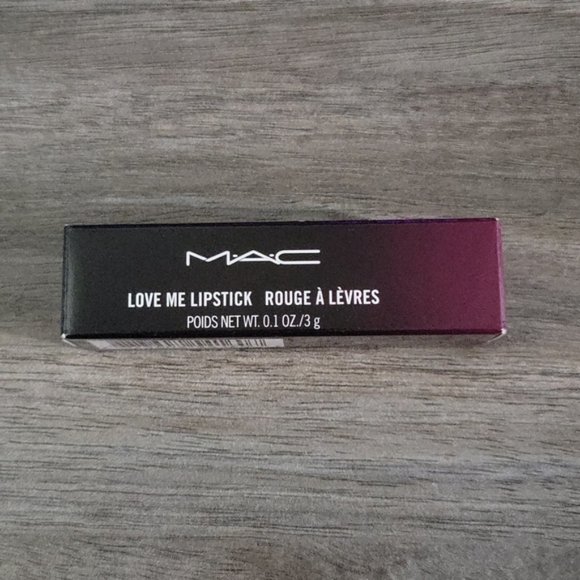 M·A·C
LOVE ME LIPSTICK ROUGE À LÈVRES
POIDS NET WT. 0.1 OZ./3 g